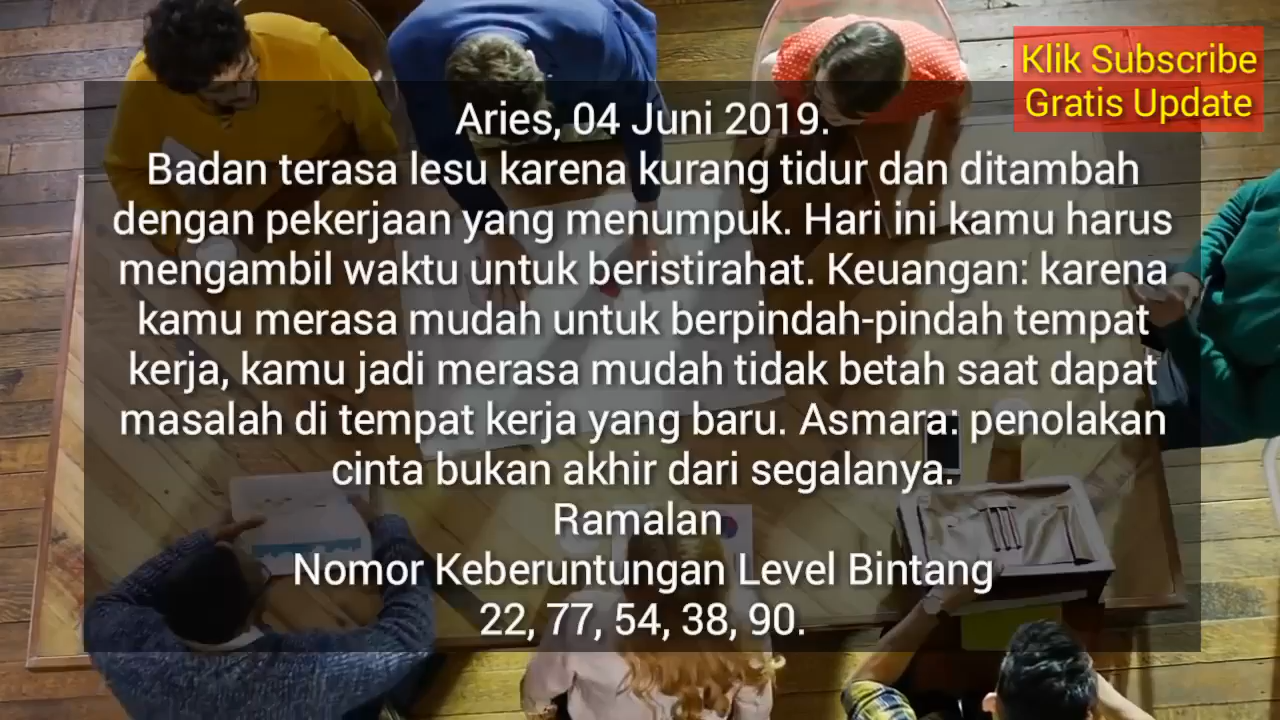 Klik Subscribe
Gratis Update
Aries, 04 Juni 2019.
Badan terasa lesu karena kurang tidur dan ditambah
dengan pekerjaan yang menumpuk. Hari ini kamu harus
mengambil waktu untuk beristirahat. Keuangan: karena
kamu merasa mudah untuk berpindah-pindah tempat
kerja, kamu jadi merasa mudah tidak betah saat dapat
masalah di tempat kerja yang baru. Asmara: penolakan
cinta bukan akhir dari segalanya.
Ramalan
Nomor Keberuntungan Level Bintang
22, 77, 54, 38, 90.